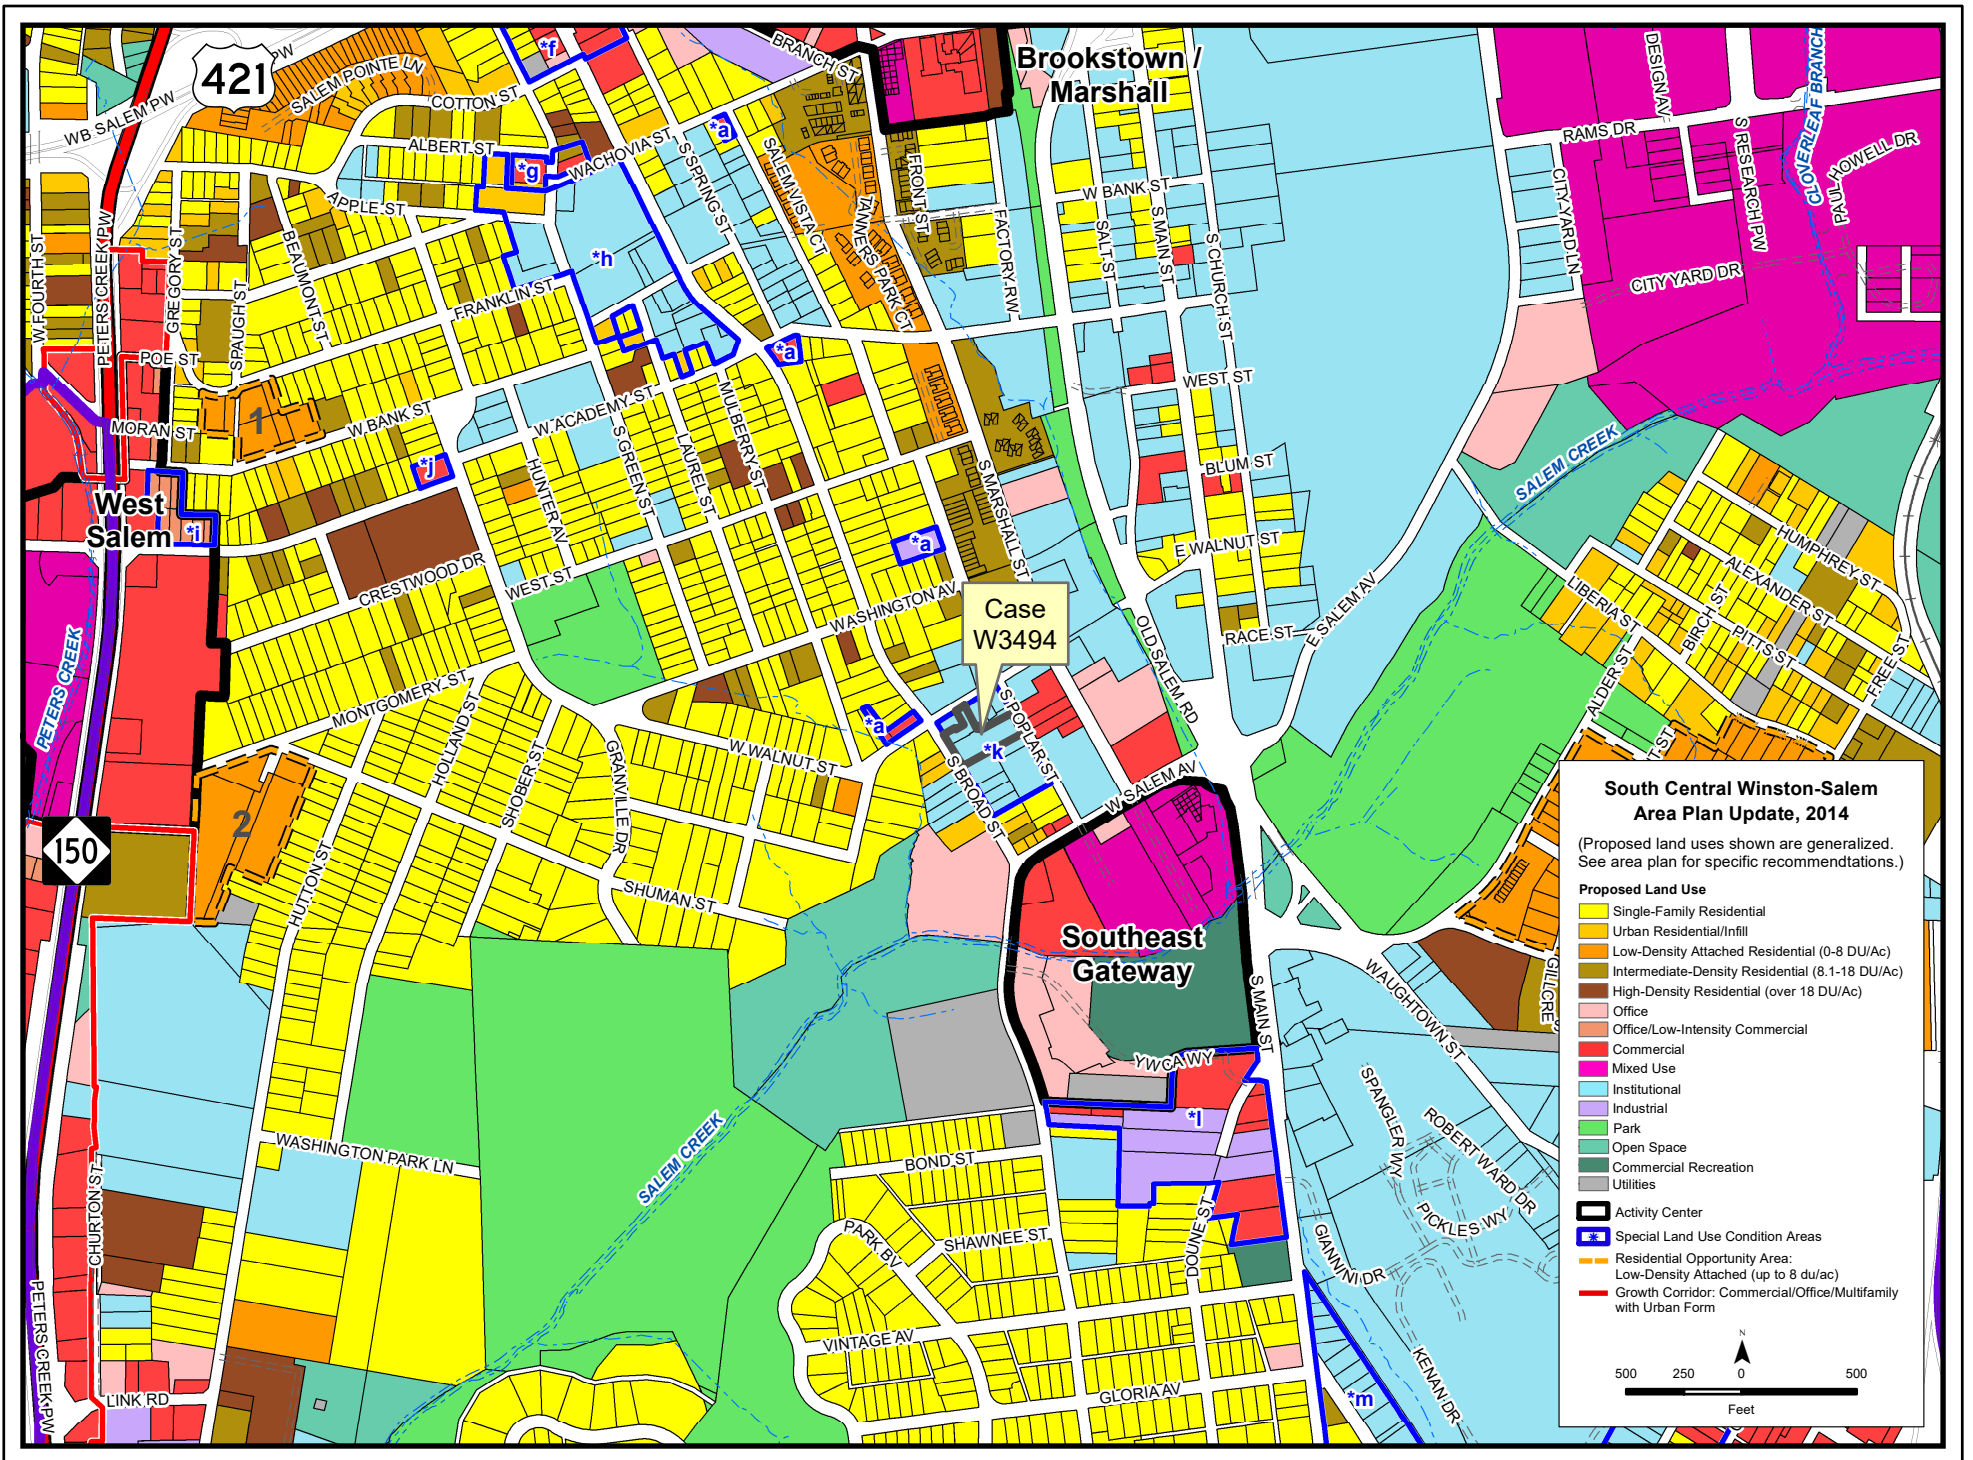 421
PW
WB SALEM PW
SALEM POINTE LN
COTTON ST
*f
BRANCH ST
Brookstown /
Marshall
DESIGN AV
S RESEARCH PW
CLOVERLEAF BRANCH
PAUL HOWELL DR
RAMS DR
CITY YARD LN
CITY YARD DR
ALBERT ST
*g
WACHOVIA ST
*a
S SPRING ST
SALEM VISTA CT
TANNERS PARK CT
FRONT ST
FACTORY RW
W BANK ST
SALT ST
S MAIN ST
S CHURCH ST
APPLE ST
W FOURTH ST
PETERS CREEK PW
GREGORY ST
SPAUGH ST
BEAUMONT ST
*h
FRANKLIN ST
POE ST
1
MORAN ST
W BANK ST
W ACADEMY ST
*a
MULBERRY ST
WEST ST
*j
HUNTER AV
S GREEN ST
LAUREL ST
S MARSHALL ST
BLUM ST
SALEM CREEK
West
Salem
*i
*a
E WALNUT ST
HUMPHREY ST
ALEXANDER ST
CRESTWOOD DR
WEST ST
WASHINGTON AV
Case
W3494
LIBERIA ST
BIRCH ST
PITTS ST
FREE ST
RACE ST
E SALEM AV
OLD SALEM RD
ALDER ST
PETERS CREEK
MONTGOMERY ST
HOLLAND ST
SHOBER ST
GRANVILLE DR
W WALNUT ST
*a
*k
S POPLAR ST
S BROAD ST
W SALEM AV
T ST
2
150
HUTTON ST
SHUMAN ST
Southeast
Gateway
S MAIN ST
WAUGHTOWN ST
GILLCRE
S
YWCA WY
*l
SPANGLER WY
ROBERT WARD DR
PICKLES WY
SALEM CREEK
WASHINGTON PARK LN
BOND ST
SHAWNEE ST
PARK BV
DOUNE ST
GIANNINI DR
CHURTON ST
PETERS CREEK PW
VINTAGE AV
GLORIA AV
KENAN DR
*m
LINK RD
South Central Winston-Salem
Area Plan Update, 2014
(Proposed land uses shown are generalized.
See area plan for specific recommendtations.)
Proposed Land Use
Single-Family Residential
Urban Residential/Infill
Low-Density Attached Residential (0-8 DU/Ac)
Intermediate-Density Residential (8.1-18 DU/Ac)
High-Density Residential (over 18 DU/Ac)
Office
Office/Low-Intensity Commercial
Commercial
Mixed Use
Institutional
Industrial
Park
Open Space
Commercial Recreation
Utilities
Activity Center
* Special Land Use Condition Areas
Residential Opportunity Area:
Low-Density Attached (up to 8 du/ac)
Growth Corridor: Commercial/Office/Multifamily
with Urban Form
N
500 250 0 500
Feet